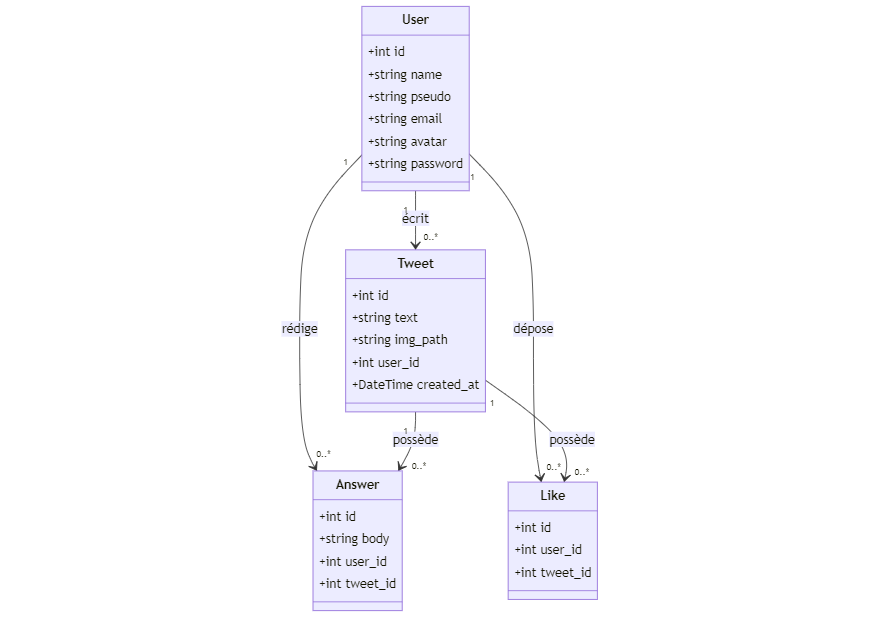 User
+int id
+string name
+string pseudo
+string email
+string avatar
+string password
1
1
1
écrit
0..*
Tweet
+int id
+string text
+string img_path
+int user_id
+DateTime created_at
rédige
dépose
1
1
possède
possède
0..*
0..*
0..*
0..*
Answer
+int id
+string body
+int user_id
+int tweet_id
Like
+int id
+int user_id
+int tweet_id